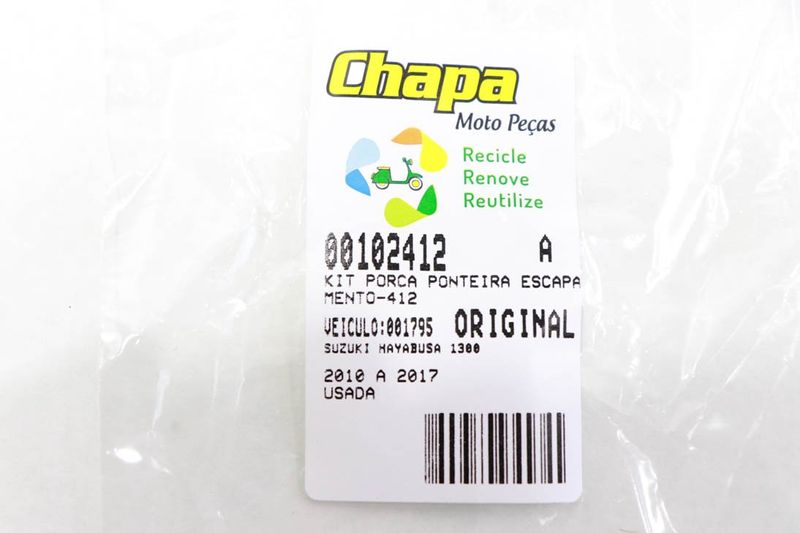 Chapa
Moto Peças
Recicle
Renove
Reutilize
00102412 A
KIT PORCA PONTEIRA ESCAPA
MENTO-412
VEICULO:001795 ORIGINAL
SUZUKI HAYABUSA 1300
2010 A 2017
USADA